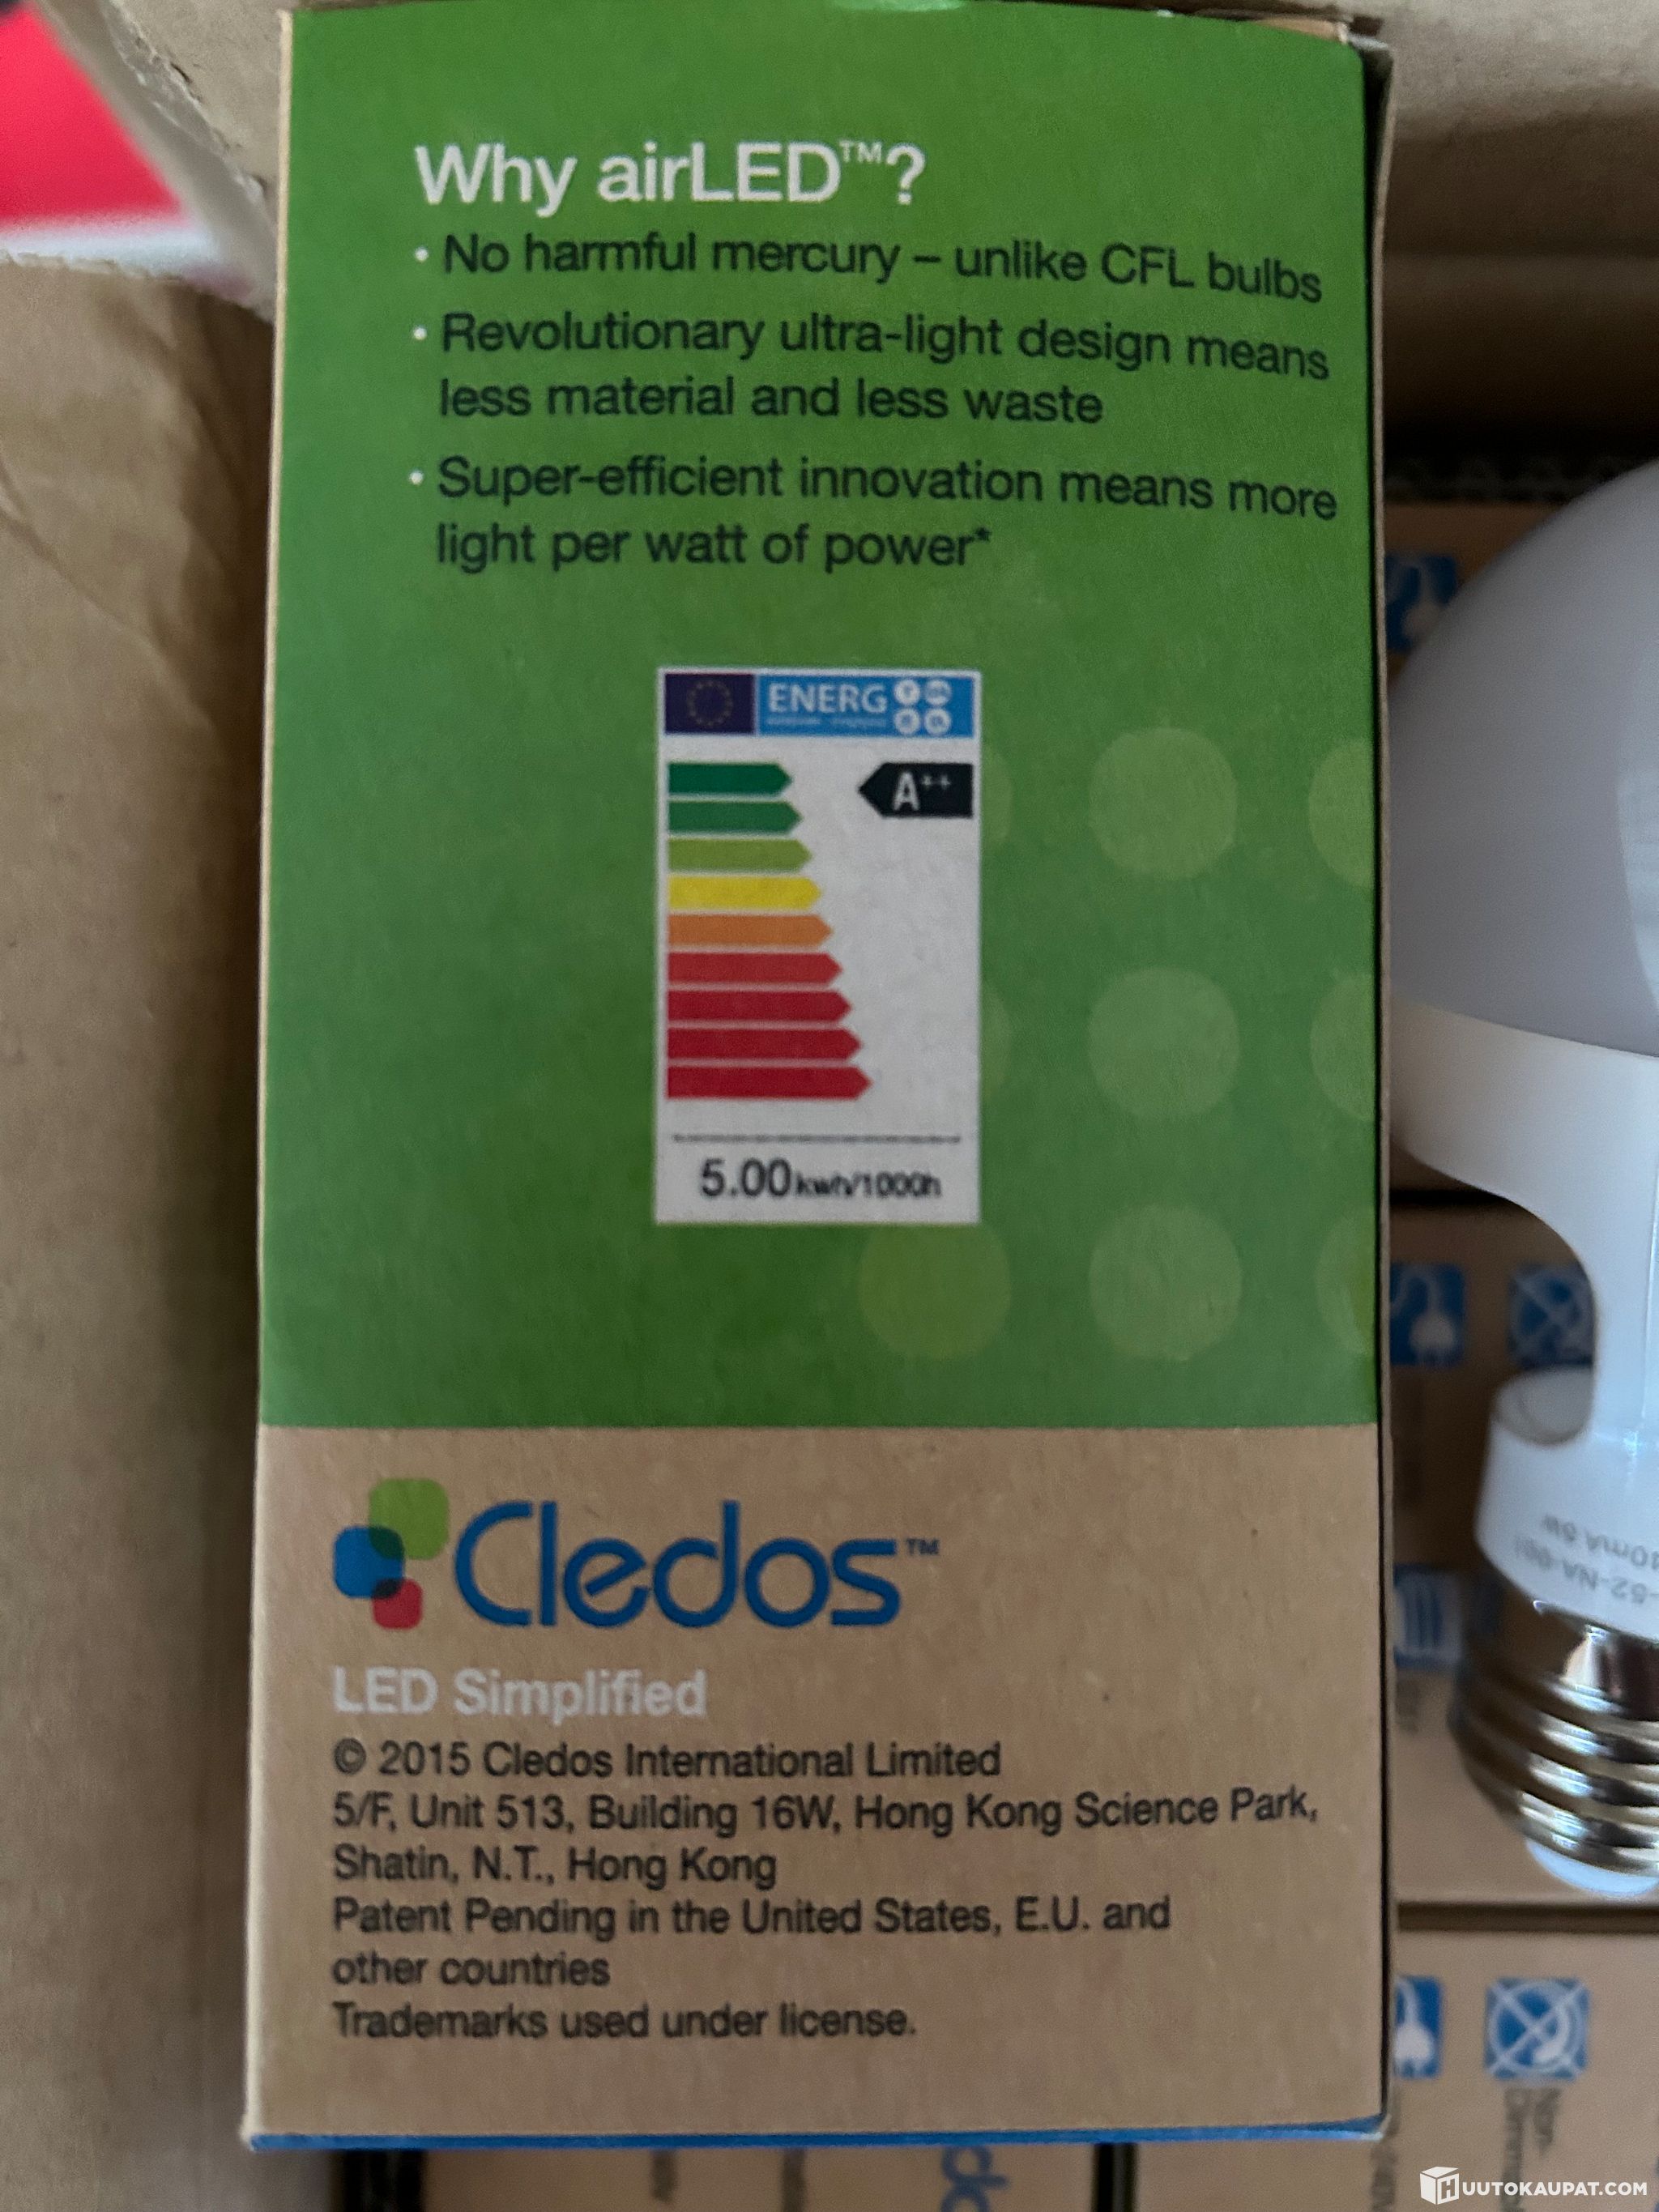 Why airLED™?
• No harmful mercury – unlike CFL bulbs
• Revolutionary ultra-light design means
less material and less waste
• Super-efficient innovation means more
light per watt of power*
ENERG
A++
5.00 kwh/1000h
Cledos™
LED Simplified
© 2015 Cledos International Limited
5/F, Unit 513, Building 16W, Hong Kong Science Park,
Shatin, N.T., Hong Kong
Patent Pending in the United States, E.U. and
other countries
Trademarks used under license.
HUUTOKAUPAT.COM